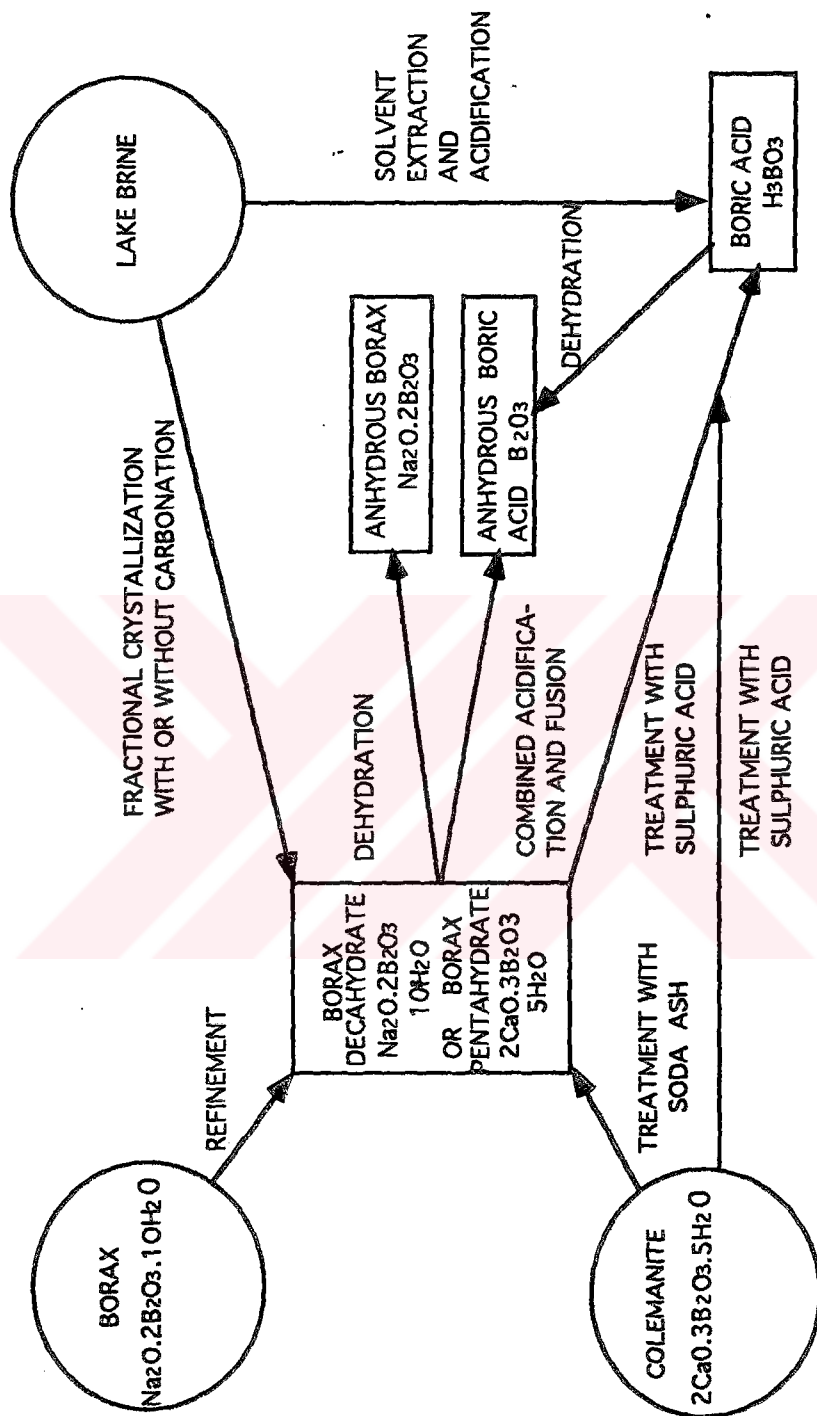 BORAX
Na2O.2B2O3.10H2O
REFINEMENT
FRACTIONAL CRYSTALLIZATION
WITH OR WITHOUT CARBONATION
LAKE BRINE
BORAX
DECAHYDRATE
Na2O.2B2O3
10H2O
OR BORAX
PENTAHYDRATE
2CaO.3B2O3
5H2O
DEHYDRATION
ANHYDROUS BORAX
Na2O.2B2O3
COMBINED ACIDIFICA-
TION AND FUSION
ANHYDROUS BORIC
ACID B2O3
SOLVENT
EXTRACTION
AND
ACIDIFICATION
DEHYDRATION
COLEMANITE
2CaO.3B2O3.5H2O
TREATMENT WITH
SODA ASH
TREATMENT WITH
SULPHURIC ACID
TREATMENT WITH
SULPHURIC ACID
BORIC ACID
H3BO3